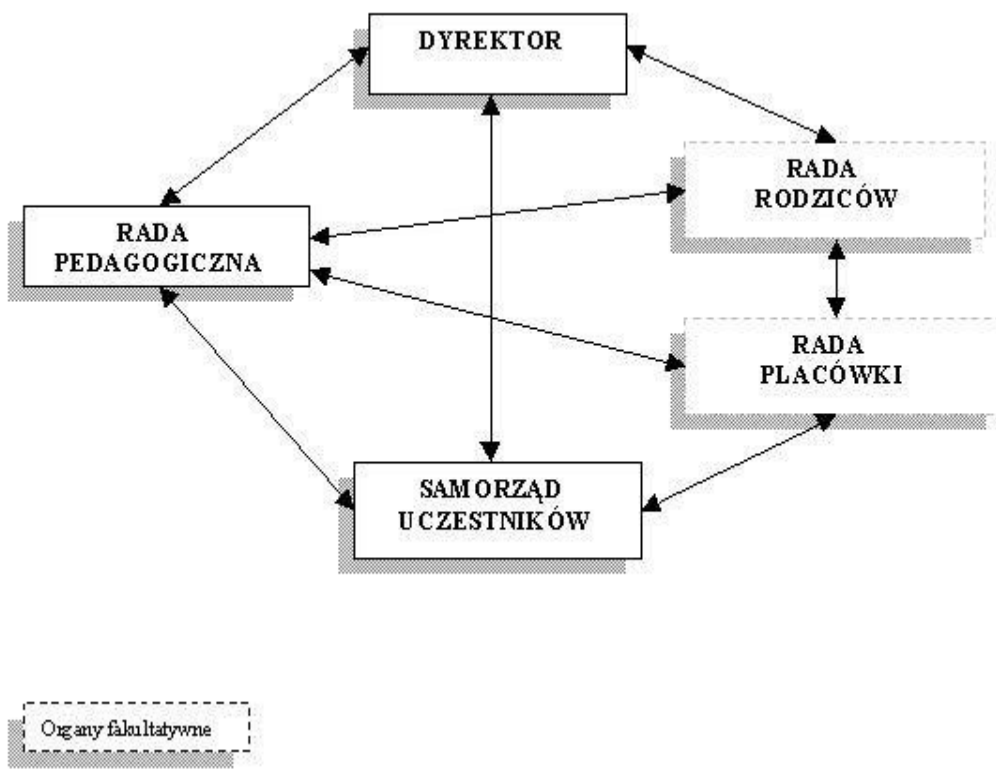 DYREKTOR
RADA
RODZICÓW
RADA
PEDAGOGICZNA
RADA
PLACÓWKI
SAMORZĄD
UCZESTNIKÓW
Organy fakultatywne